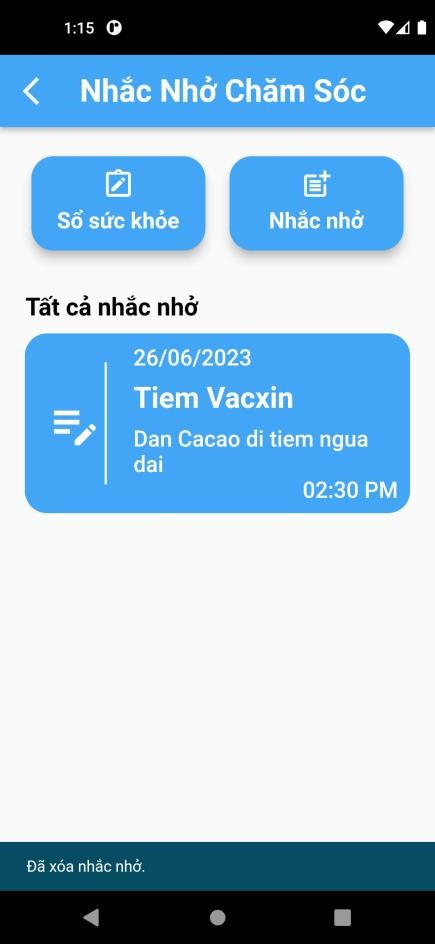 1:15
Nhắc Nhở Chăm Sóc
Sổ sức khỏe
Nhắc nhở
Tất cả nhắc nhở
26/06/2023
Tiem Vacxin
Dan Cacao di tiem ngua
dai
02:30 PM
Đã xóa nhắc nhở.